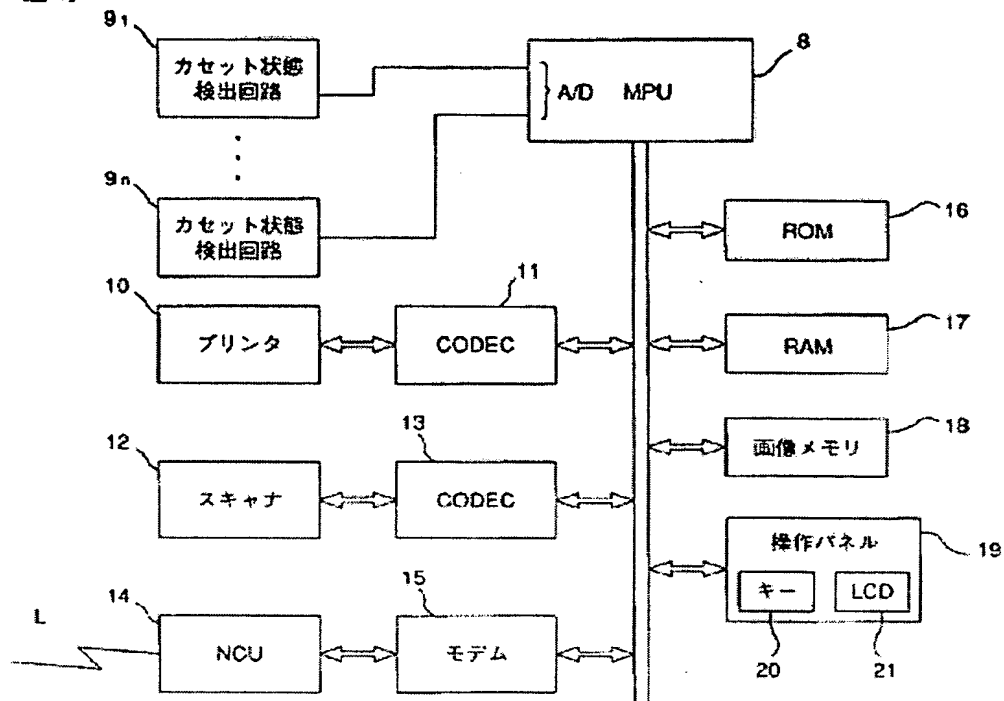 9₁
カセット状態
検出回路
9n
カセット状態
検出回路
8
A/D MPU
10
プリンタ
11
CODEC
12
スキャナ
13
CODEC
L
14
NCU
15
モデム
16
ROM
17
RAM
18
画像メモリ
19
操作パネル
キー
LCD
20
21